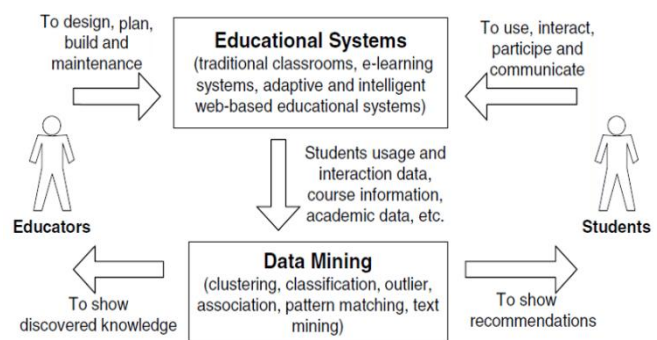 To design, plan,
build and
maintenance
Educational Systems
(traditional classrooms, e-learning
systems, adaptive and intelligent
web-based educational systems)
To use, interact,
participe and
communicate
Educators
Students usage and
interaction data,
course information,
academic data, etc.
Students
Data Mining
(clustering, classification, outlier,
association, pattern matching, text
mining)
To show
discovered knowledge
To show
recommendations